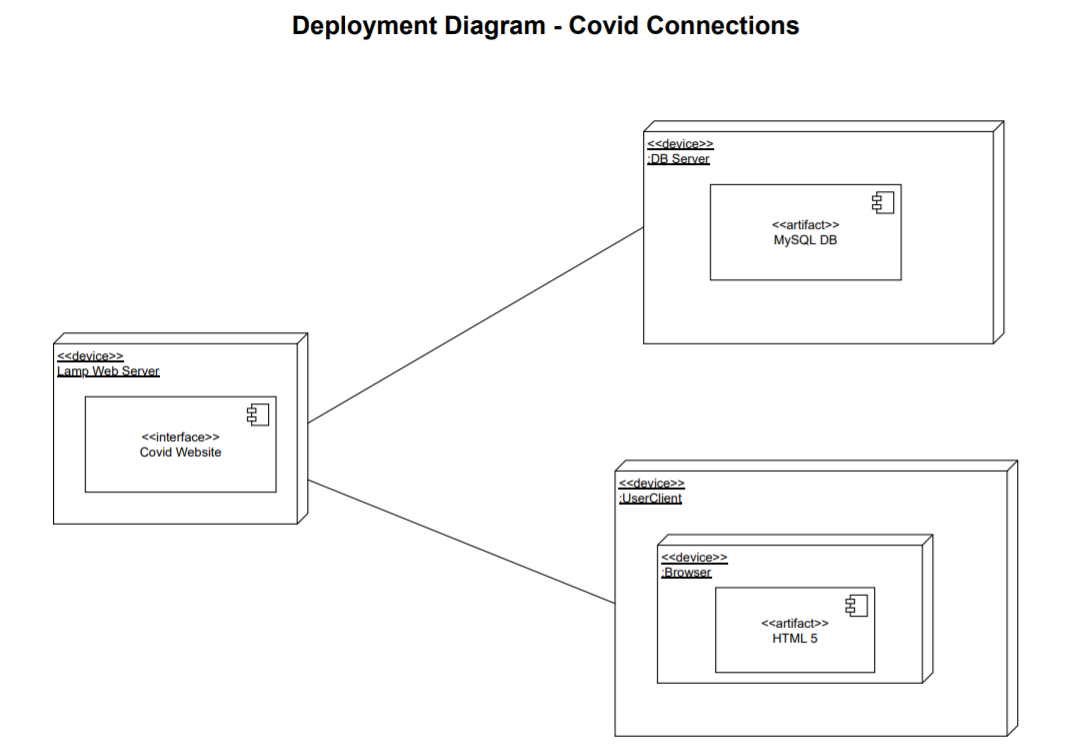 Deployment Diagram - Covid Connections
<<device>>
:DB Server
<<artifact>>
MySQL DB
<<device>>
Lamp Web Server
<<interface>>
Covid Website
<<device>>
:UserClient
<<device>>
:Browser
<<artifact>>
HTML 5